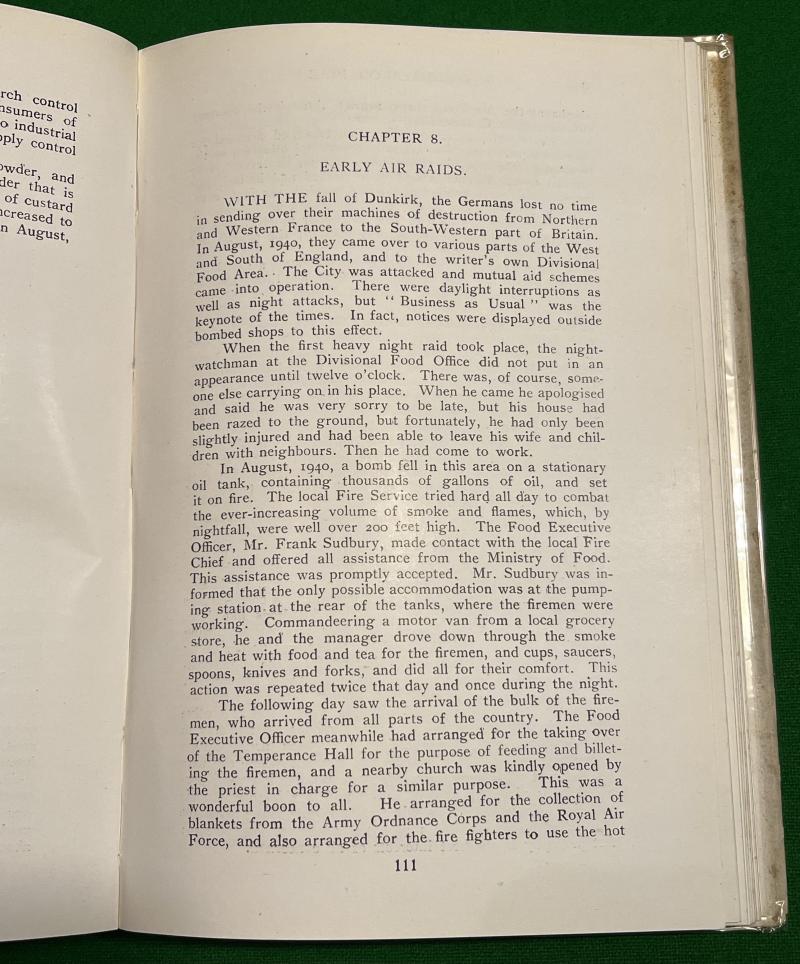 rch control
nsumers of
o industrial
pply control
owder, and
der that is
of custard
ncreased to
n August,
CHAPTER 8.
EARLY AIR RAIDS.
WITH THE fall of Dunkirk, the Germans lost no time
in sending over their machines of destruction from Northern
and Western France to the South-Western part of Britain.
In August, 1940, they came over to various parts of the West
and South of England, and to the writer's own Divisional
Food Area. The City was attacked and mutual aid schemes
came into operation. There were daylight interruptions as
well as night attacks, but "Business as Usual" was the
keynote of the times. In fact, notices were displayed outside
bombed shops to this effect.
When the first heavy night raid took place, the night-
watchman at the Divisional Food Office did not put in an
appearance until twelve o'clock. There was, of course, some-
one else carrying on in his place. When he came he apologised
and said he was very sorry to be late, but his house had
been razed to the ground, but fortunately, he had only been
slightly injured and had been able to leave his wife and chil-
dren with neighbours. Then he had come to work.
In August, 1940, a bomb fell in this area on a stationary
oil tank, containing thousands of gallons of oil, and set
it on fire. The local Fire Service tried hard all day to combat
the ever-increasing volume of smoke and flames, which, by
nightfall, were well over 200 feet high. The Food Executive
Officer, Mr. Frank Sudbury, made contact with the local Fire
Chief and offered all assistance from the Ministry of Food.
This assistance was promptly accepted. Mr. Sudbury was in-
formed that the only possible accommodation was at the pump-
ing station at the rear of the tanks, where the firemen were
working. Commandeering a motor van from a local grocery
store, he and the manager drove down through the smoke
and heat with food and tea for the firemen, and cups, saucers,
spoons, knives and forks, and did all for their comfort. This
action was repeated twice that day and once during the night.
The following day saw the arrival of the bulk of the fire-
men, who arrived from all parts of the country. The Food
Executive Officer meanwhile had arranged for the taking over
of the Temperance Hall for the purpose of feeding and billet-
ing the firemen, and a nearby church was kindly opened by
the priest in charge for a similar purpose. This was a
wonderful boon to all. He arranged for the collection of
blankets from the Army Ordnance Corps and the Royal Air
Force, and also arranged for the fire fighters to use the hot
111